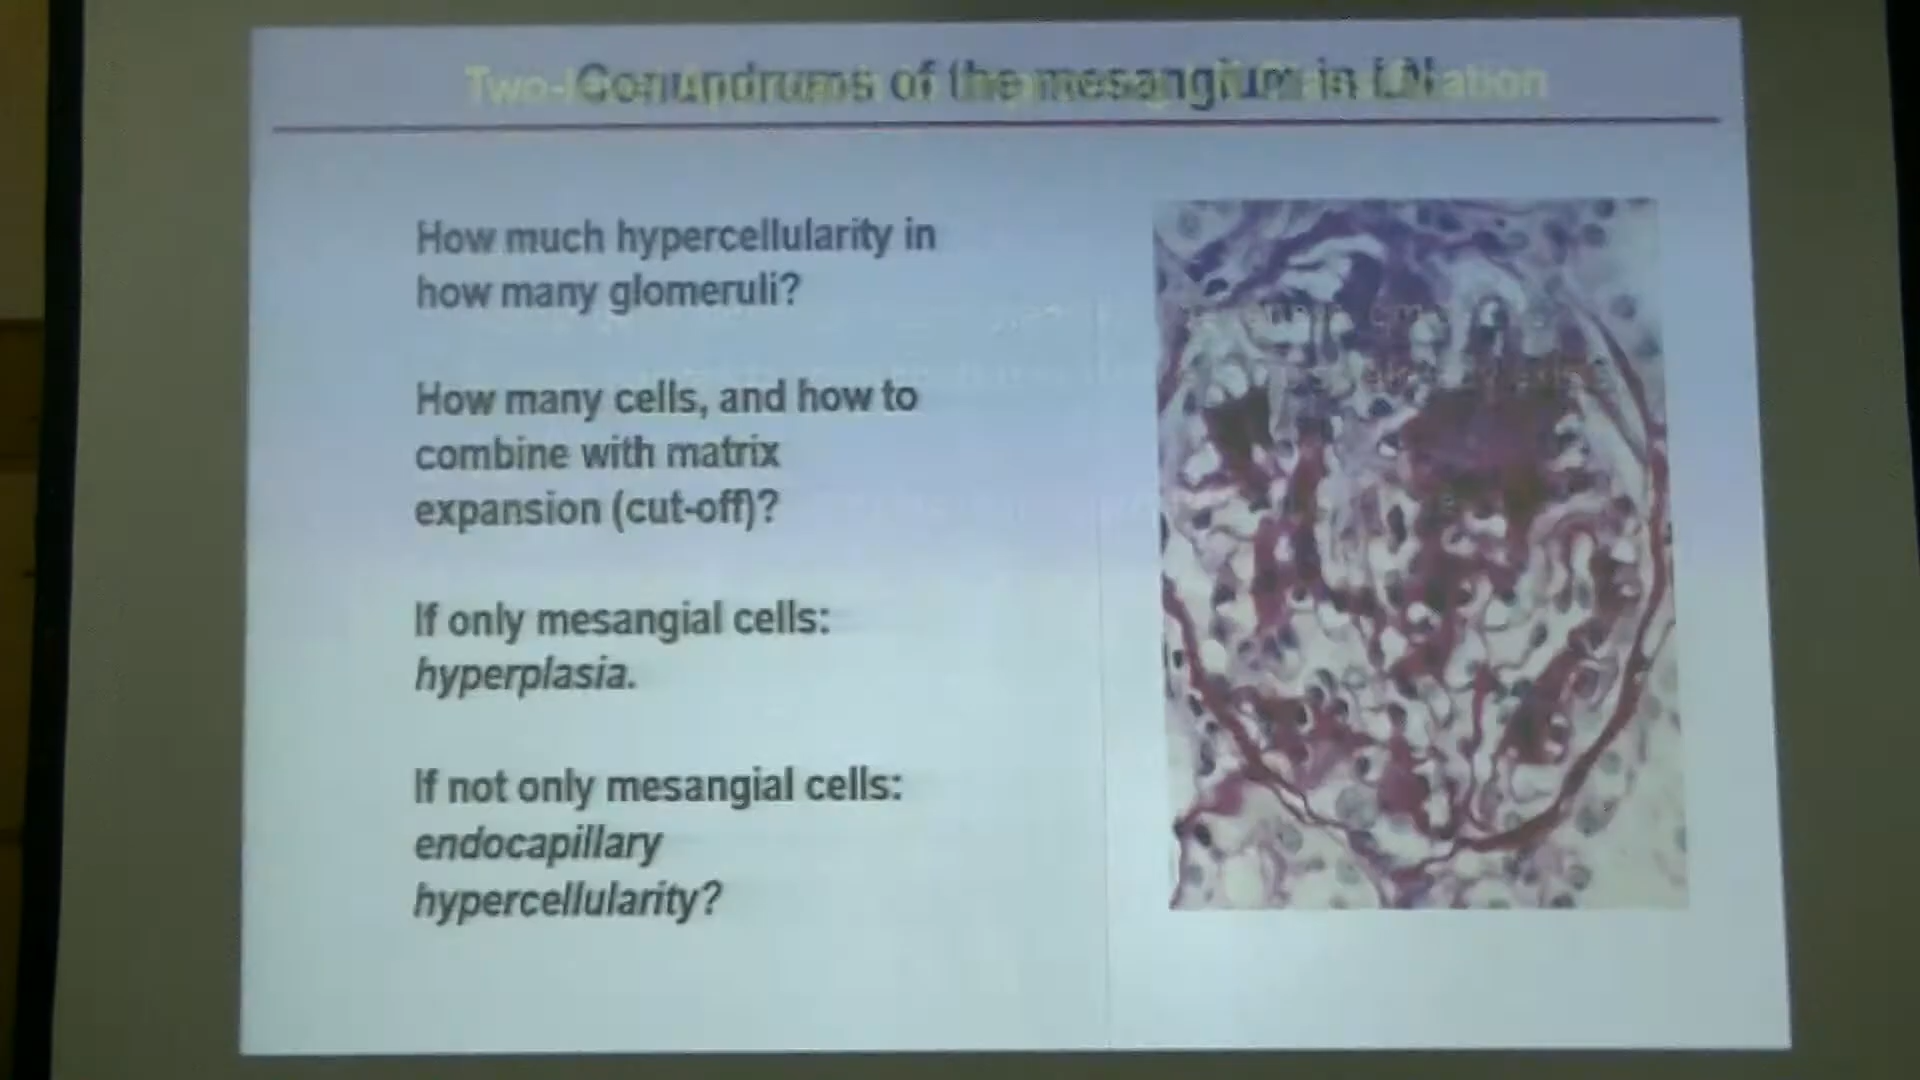 Conundrums of the mesangium in LN
How much hypercellularity in
how many glomeruli?
How many cells, and how to
combine with matrix
expansion (cut-off)?
If only mesangial cells:
hyperplasia.
If not only mesangial cells:
endocapillary
hypercellularity?